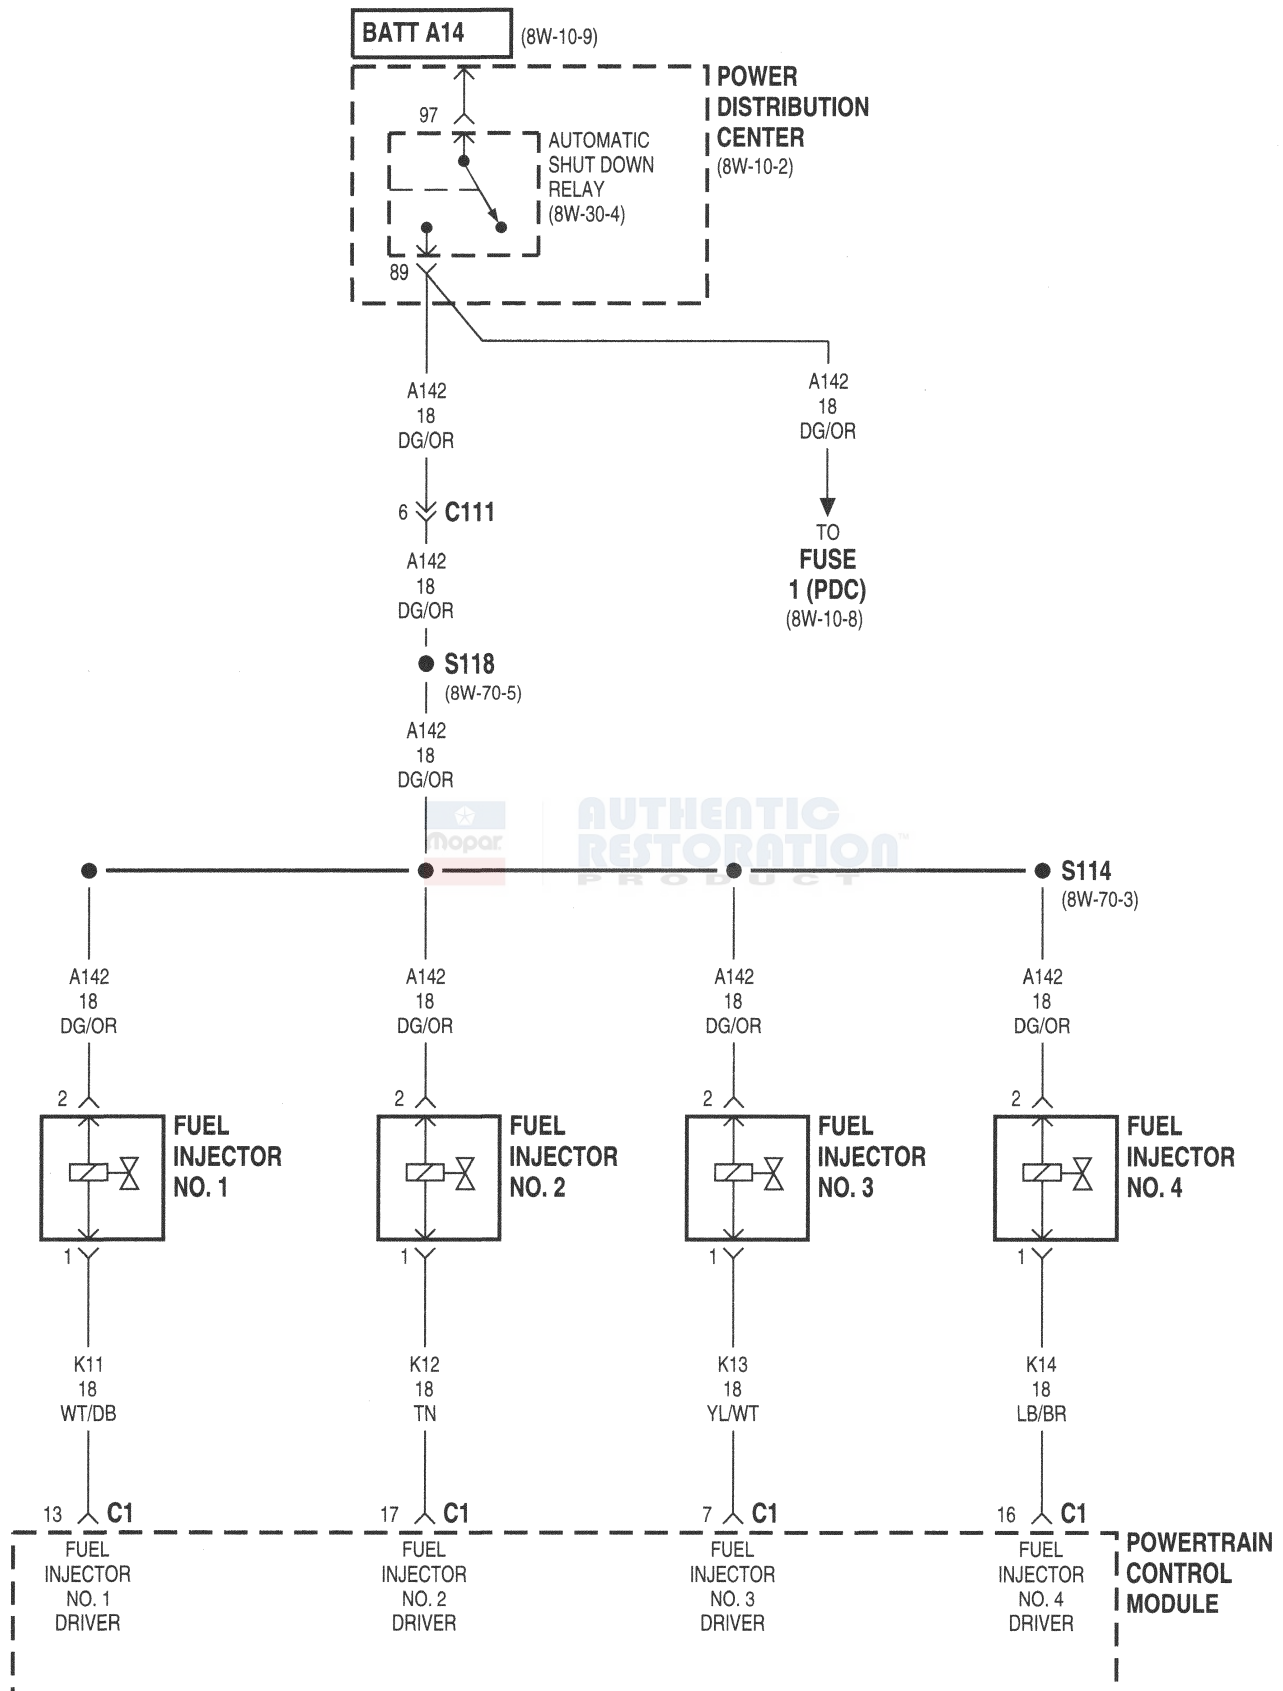 BATT A14 (8W-10-9)
POWER
DISTRIBUTION
CENTER
(8W-10-2)
97
AUTOMATIC
SHUT DOWN
RELAY
(8W-30-4)
89
A142
18
DG/OR
A142
18
DG/OR
6 C111
TO
FUSE
1 (PDC)
(8W-10-8)
A142
18
DG/OR
S118
(8W-70-5)
A142
18
DG/OR
Mopar
AUTHENTIC
RESTORATION™
PRODUCT
S114
(8W-70-3)
A142 A142 A142 A142
18 18 18 18
DG/OR DG/OR DG/OR DG/OR
2 2 2 2
FUEL
INJECTOR
NO. 1
FUEL
INJECTOR
NO. 2
FUEL
INJECTOR
NO. 3
FUEL
INJECTOR
NO. 4
1 1 1 1
K11 K12 K13 K14
18 18 18 18
WT/DB TN YL/WT LB/BR
13 C1 17 C1 7 C1 16 C1
FUEL
INJECTOR
NO. 1
DRIVER
FUEL
INJECTOR
NO. 2
DRIVER
FUEL
INJECTOR
NO. 3
DRIVER
FUEL
INJECTOR
NO. 4
DRIVER
POWERTRAIN
CONTROL
MODULE